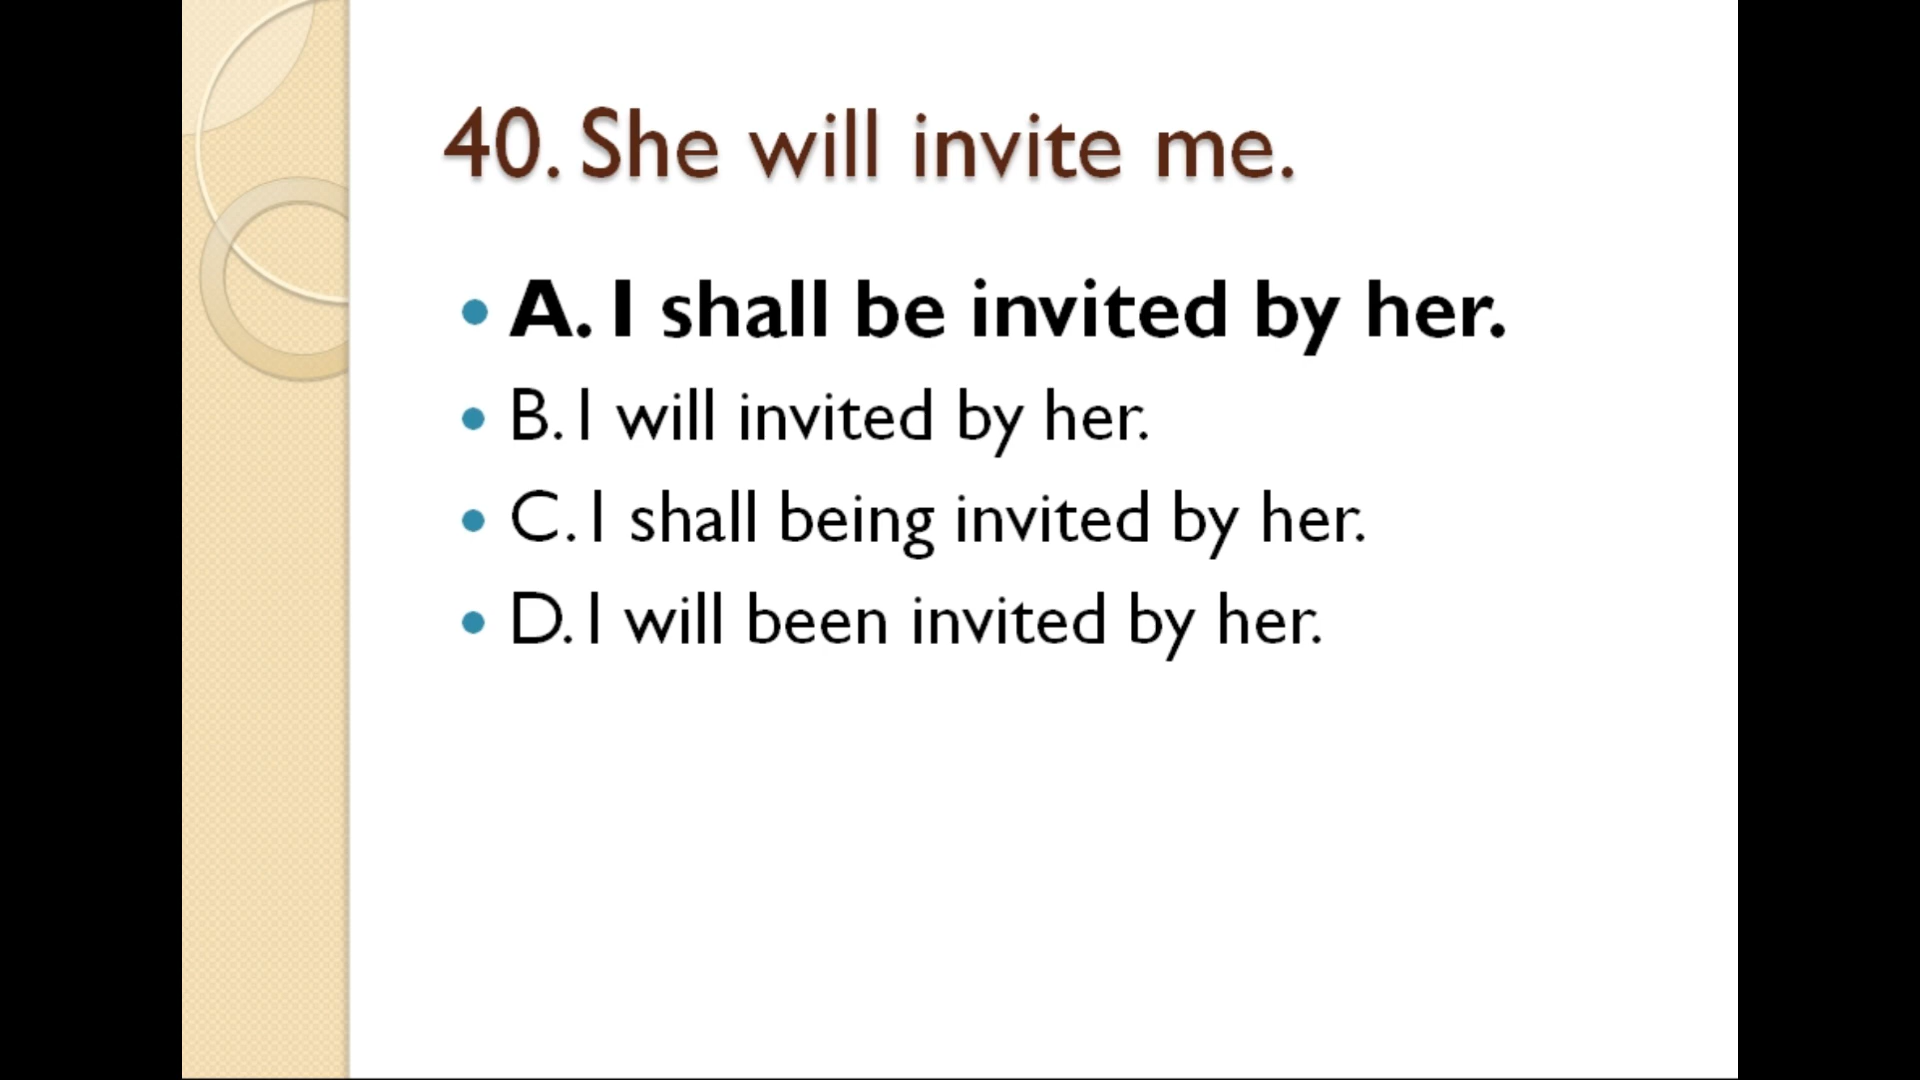 40. She will invite me.
A. I shall be invited by her.
B. I will invited by her.
C. I shall being invited by her.
D. I will been invited by her.